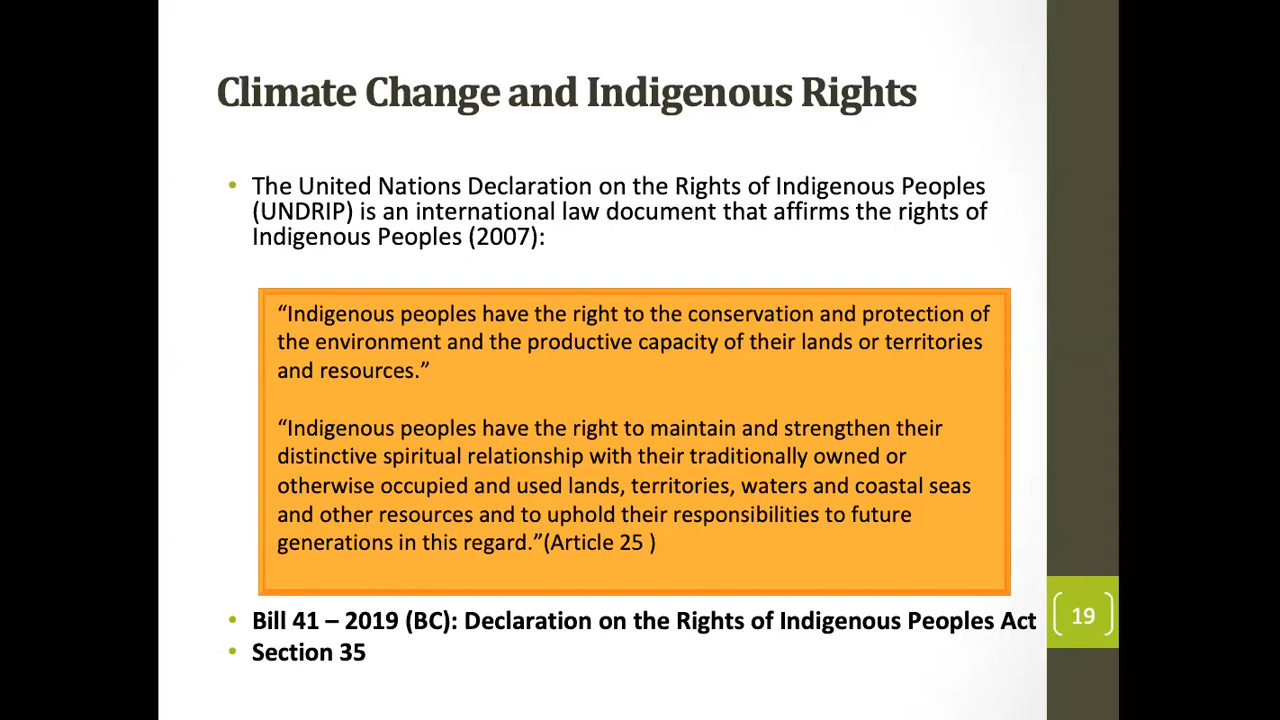 Climate Change and Indigenous Rights
• The United Nations Declaration on the Rights of Indigenous Peoples
(UNDRIP) is an international law document that affirms the rights of
Indigenous Peoples (2007):
“Indigenous peoples have the right to the conservation and protection of
the environment and the productive capacity of their lands or territories
and resources.”
“Indigenous peoples have the right to maintain and strengthen their
distinctive spiritual relationship with their traditionally owned or
otherwise occupied and used lands, territories, waters and coastal seas
and other resources and to uphold their responsibilities to future
generations in this regard.”(Article 25 )
• Bill 41 – 2019 (BC): Declaration on the Rights of Indigenous Peoples Act
• Section 35
19